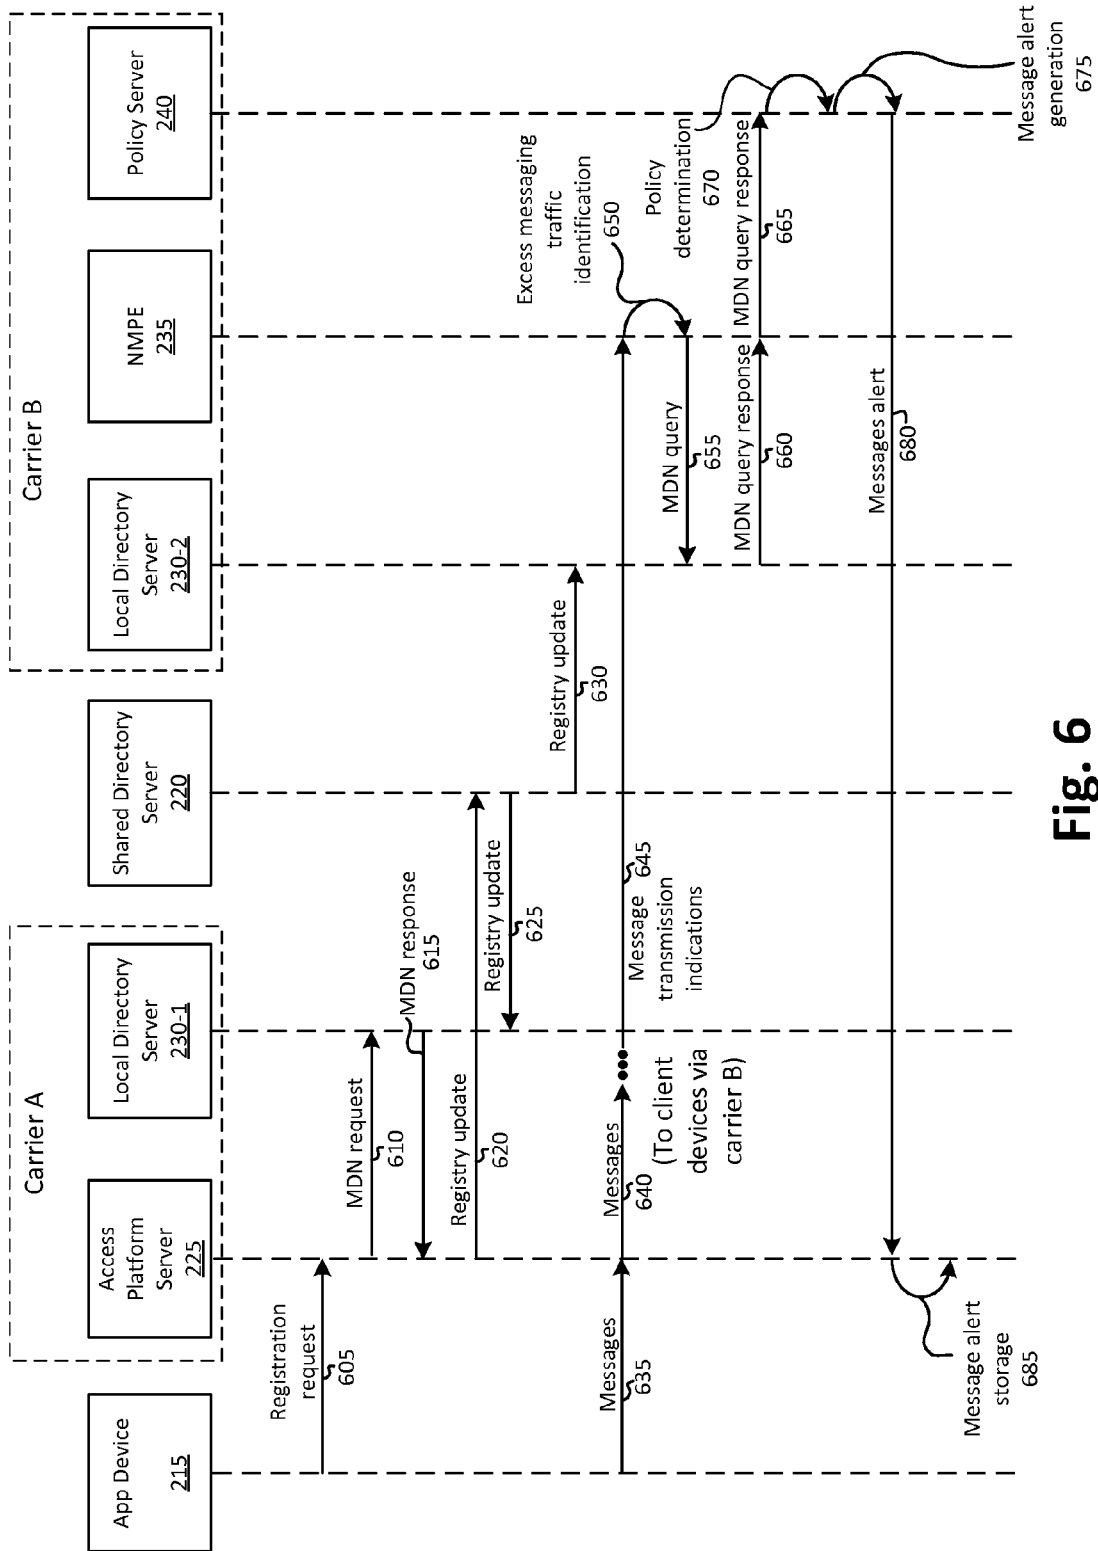 Carrier A
Carrier B
App Device
215
Access
Platform
Server
225
Local Directory
Server
230-1
Shared Directory
Server
220
Local Directory
Server
230-2
NMPE
235
Policy Server
240
Registration
request
605
MDN request
610
MDN response
615
Registry update
620
Registry update
625
Registry update
630
Messages
635
Messages
640
(To client
devices via
carrier B)
645
Message
transmission
indications
Excess messaging
traffic
identification
650
MDN query
655
MDN query response
660
MDN query response
665
Policy
determination
670
Message alert
generation
675
Messages alert
680
Message alert
storage
685
Fig. 6